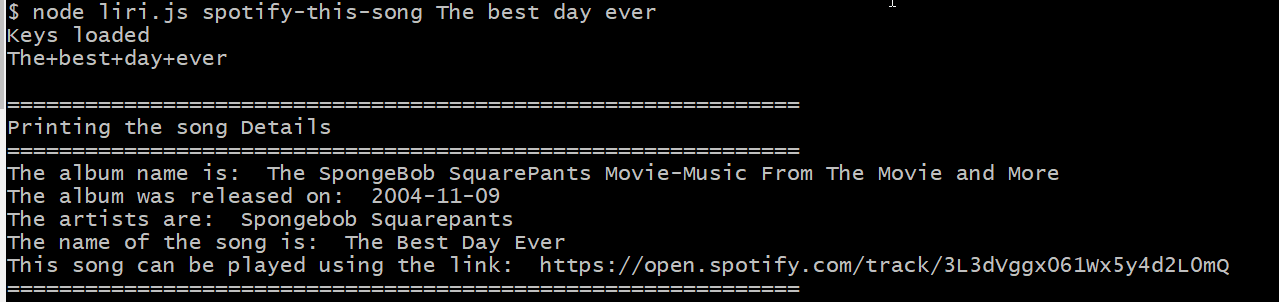 $ node liri.js spotify-this-song The best day ever
Keys loaded
The+best+day+ever
=============================================================
Printing the song Details
=============================================================
The album name is:  The SpongeBob SquarePants Movie-Music From The Movie and More
The album was released on:  2004-11-09
The artists are:  Spongebob Squarepants
The name of the song is:  The Best Day Ever
This song can be played using the link:  https://open.spotify.com/track/3L3dVggxO61Wx5y4d2L0mQ
=============================================================